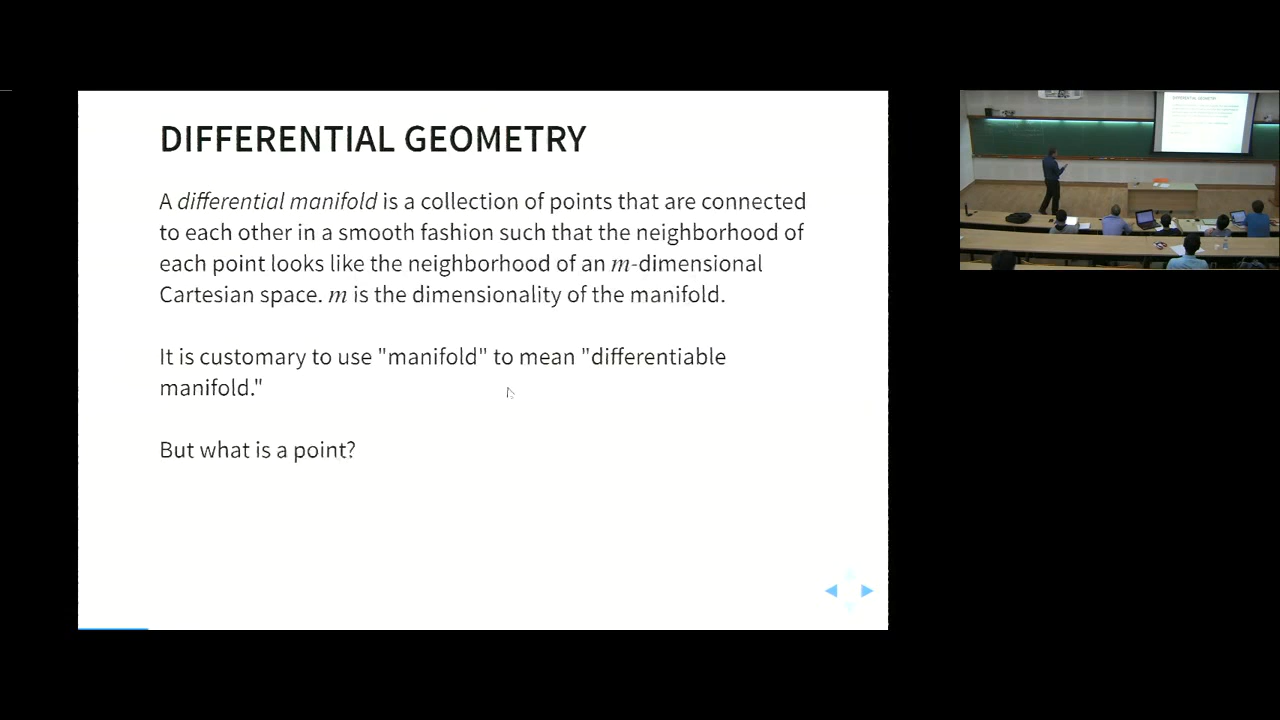 DIFFERENTIAL GEOMETRY
A differential manifold is a collection of points that are connected
to each other in a smooth fashion such that the neighborhood of
each point looks like the neighborhood of an m-dimensional
Cartesian space. m is the dimensionality of the manifold.
It is customary to use "manifold" to mean "differentiable
manifold."
But what is a point?
DIFFERENTIAL GEOMETRY